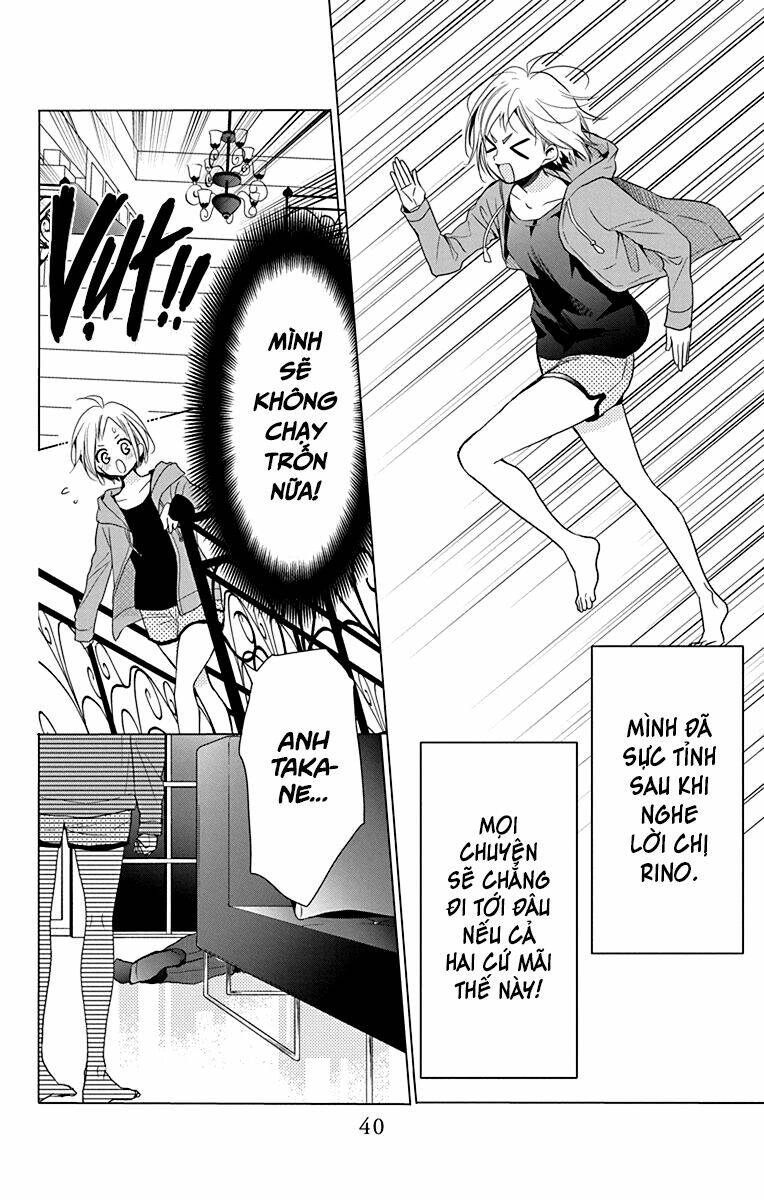 MÌNH ĐÃ
SỰC TỈNH
SAU KHI
NGHE
LỜI CHỊ
RINO.
MỌI
CHUYỆN
SẼ CHẲNG
ĐI TỚI ĐÂU
NẾU CẢ
HAI CỨ MÃI
THẾ NÀY!
VỤT!!
MÌNH
SẼ
KHÔNG
CHẠY
TRỐN
NỮA!
ANH
TAKA-
NE...
40